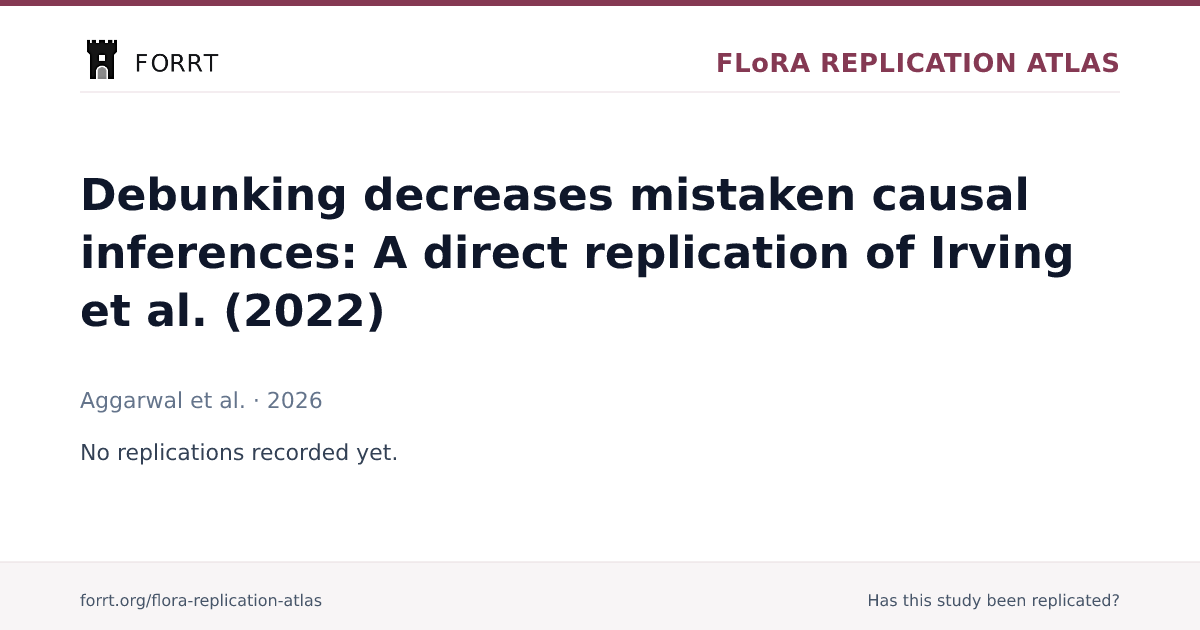 FORRT
FLoRA REPLICATION ATLAS
Debunking decreases mistaken causal
inferences: A direct replication of Irving
et al. (2022)
Aggarwal et al. · 2026
No replications recorded yet.
forrt.org/flora-replication-atlas
Has this study been replicated?